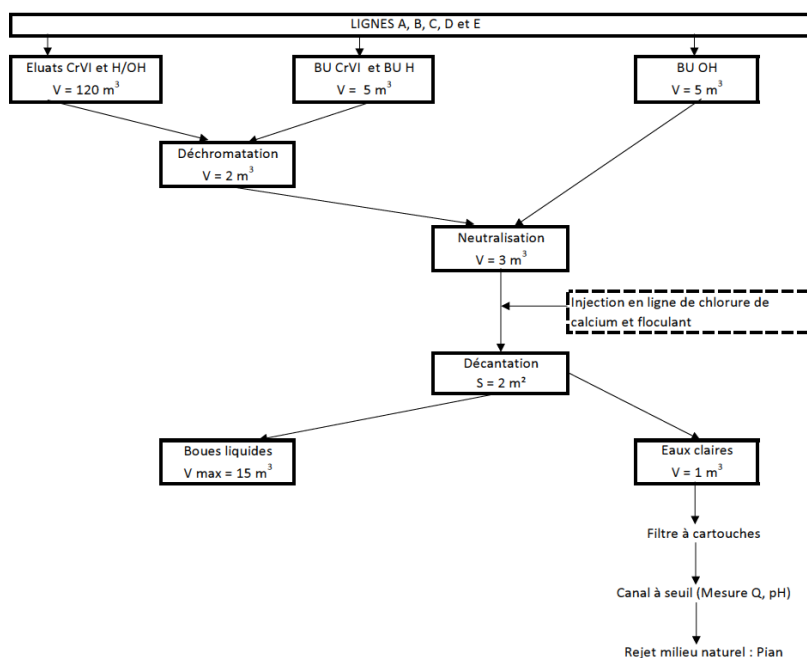 LIGNES A, B, C, D et E
Eluats CrVI et H/OH
V = 120 m³
BU CrVI et BU H
V = 5 m³
BU OH
V = 5 m³
Déchromatation
V = 2 m³
Neutralisation
V = 3 m³
Injection en ligne de chlorure de
calcium et floculant
Décantation
S = 2 m²
Boues liquides
V max = 15 m³
Eaux claires
V = 1 m³
Filtre à cartouches
Canal à seuil (Mesure Q, pH)
Rejet milieu naturel : Pian